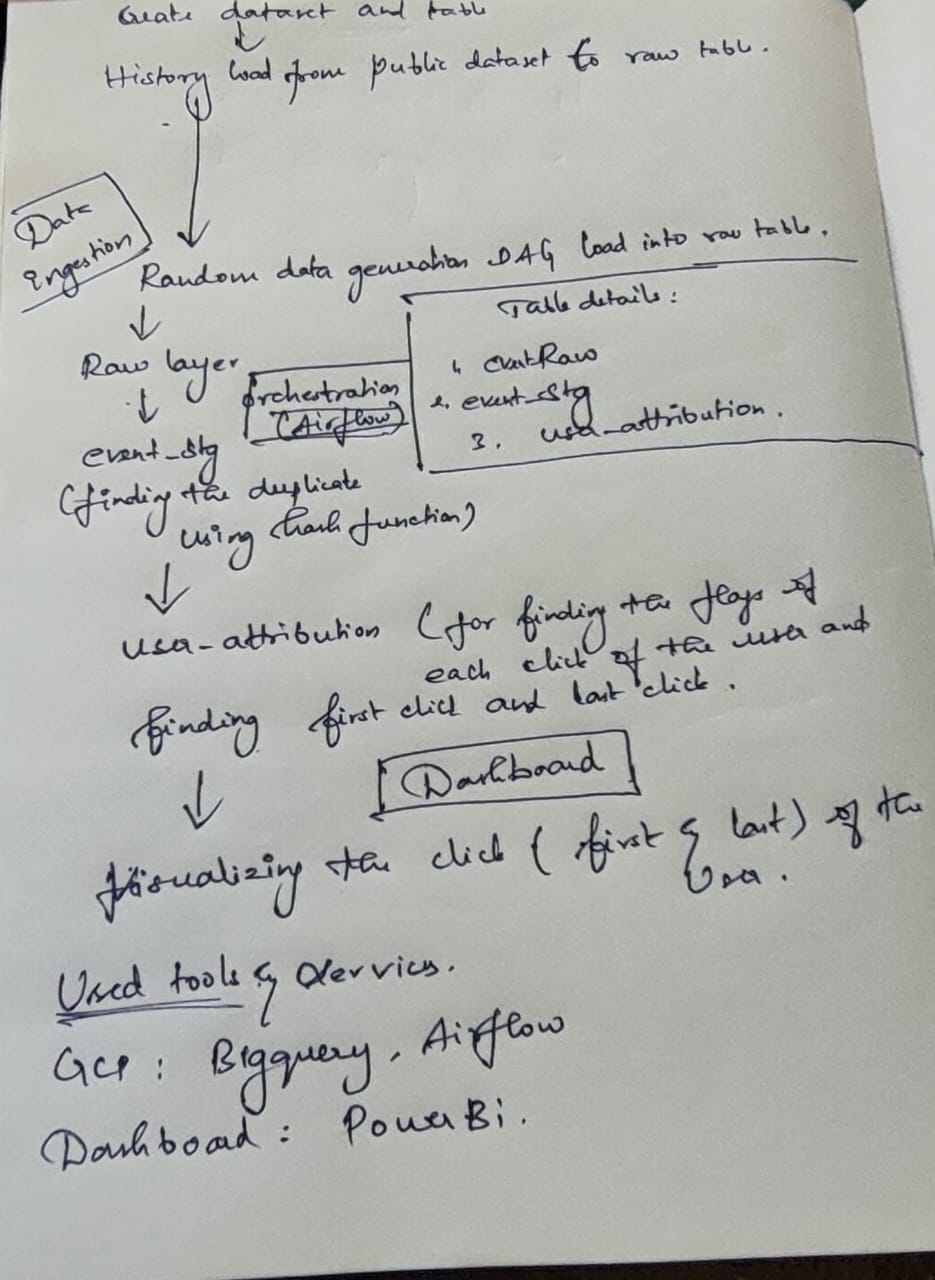 Create dataset and table
History load from public dataset to raw table.
Data
ingestion
Random data generation DAG load into raw table.
Table details:
1, eventRaw
2. event_stg
3. user_attribution.
Raw layer
Orchestration
(Airflow)
event_stg
(finding the duplicate
using hash function)
user_attribution (for finding the flags of
each click of the user and
finding first click and last click.
Dashboard
Visualizing the click (first & last) of the
User.
Used tools & Services.
GCP: Bigquery, Airflow
Dashboard: PowerBi.